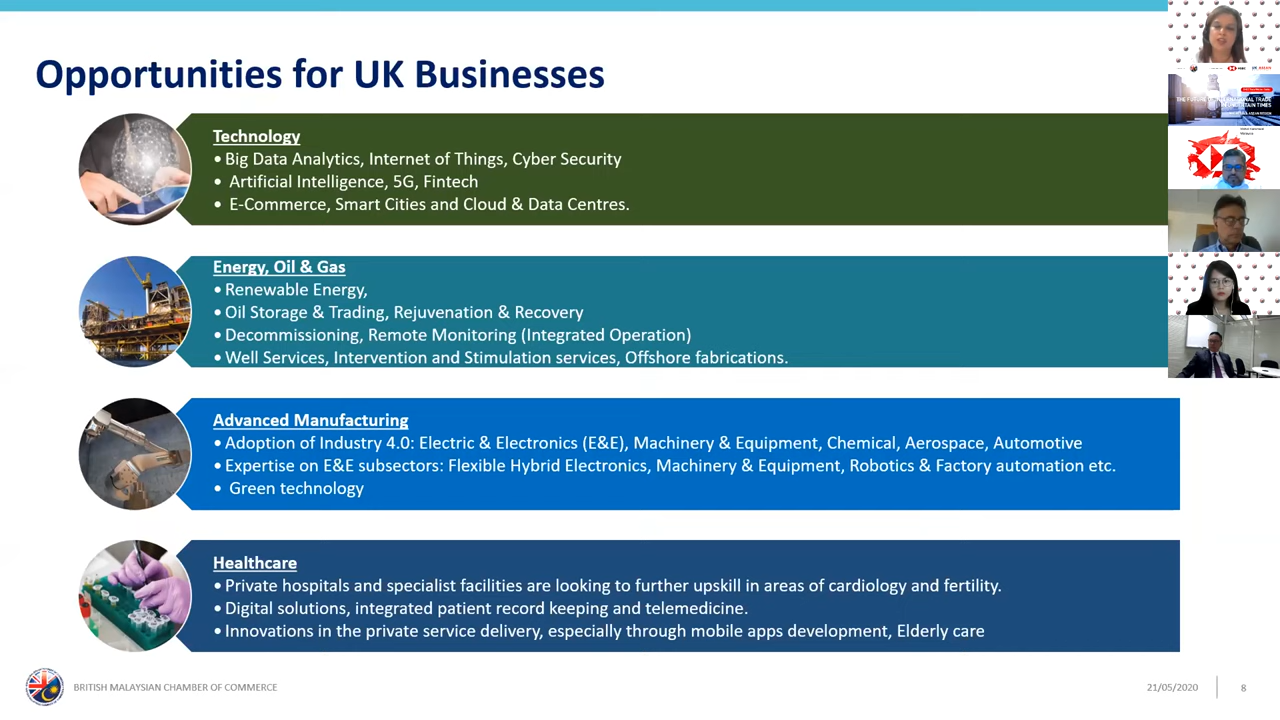 Opportunities for UK Businesses
Technology
• Big Data Analytics, Internet of Things, Cyber Security
• Artificial Intelligence, 5G, Fintech
• E-Commerce, Smart Cities and Cloud & Data Centres.
Energy, Oil & Gas
• Renewable Energy,
• Oil Storage & Trading, Rejuvenation & Recovery
• Decommissioning, Remote Monitoring (Integrated Operation)
• Well Services, Intervention and Stimulation services, Offshore fabrications.
Advanced Manufacturing
• Adoption of Industry 4.0: Electric & Electronics (E&E), Machinery & Equipment, Chemical, Aerospace, Automotive
• Expertise on E&E subsectors: Flexible Hybrid Electronics, Machinery & Equipment, Robotics & Factory automation etc.
• Green technology
Healthcare
• Private hospitals and specialist facilities are looking to further upskill in areas of cardiology and fertility.
• Digital solutions, integrated patient record keeping and telemedicine.
• Innovations in the private service delivery, especially through mobile apps development, Elderly care
BRITISH MALAYSIAN CHAMBER OF COMMERCE
21/05/2020
8